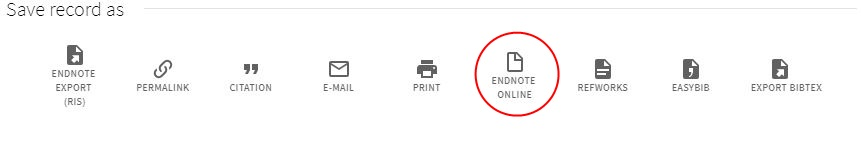 Save record as
ENDNOTE
EXPORT
(RIS)
PERMALINK
CITATION
E-MAIL
PRINT
ENDNOTE
ONLINE
REFWORKS
EASYBIB
EXPORT BIBTEX